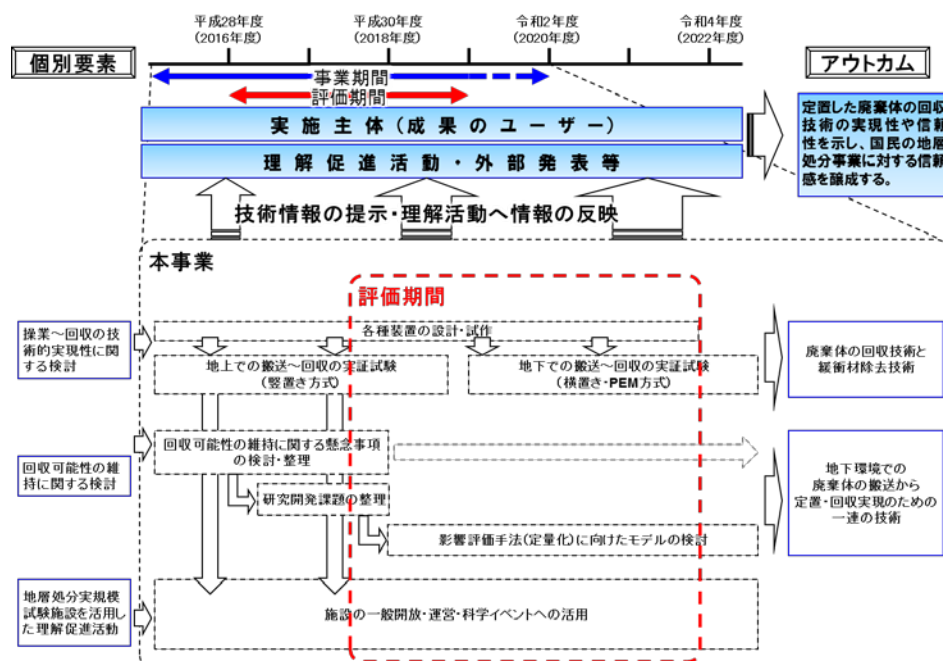 平成28年度
(2016年度)
平成30年度
(2018年度)
令和2年度
(2020年度)
令和4年度
(2022年度)
個別要素
アウトカム
事業期間
評価期間
実施主体(成果のユーザー)
理解促進活動・外部発表等
定置した廃棄体の回収
技術の実現性や信頼
性を示し、国民の地層
処分事業に対する信頼
感を醸成する。
技術情報の提示・理解活動へ情報の反映
本事業
評価期間
操業～回収の技
術的実現性に関
する検討
各種装置の設計・試作
地上での搬送～回収の実証試験
(竪置き方式)
地下での搬送～回収の実証試験
(横置き・PEM方式)
廃棄体の回収技術と
緩衝材除去技術
回収可能性の維
持に関する検討
回収可能性の維持に関する懸念事項
の検討・整理
研究開発課題の整理
影響評価手法(定量化)に向けたモデルの検討
地下環境での
廃棄体の搬送から
定置・回収実現のための
一連の技術
地層処分実規模
試験施設を活用し
た理解促進活動
施設の一般開放・運営・科学イベントへの活用